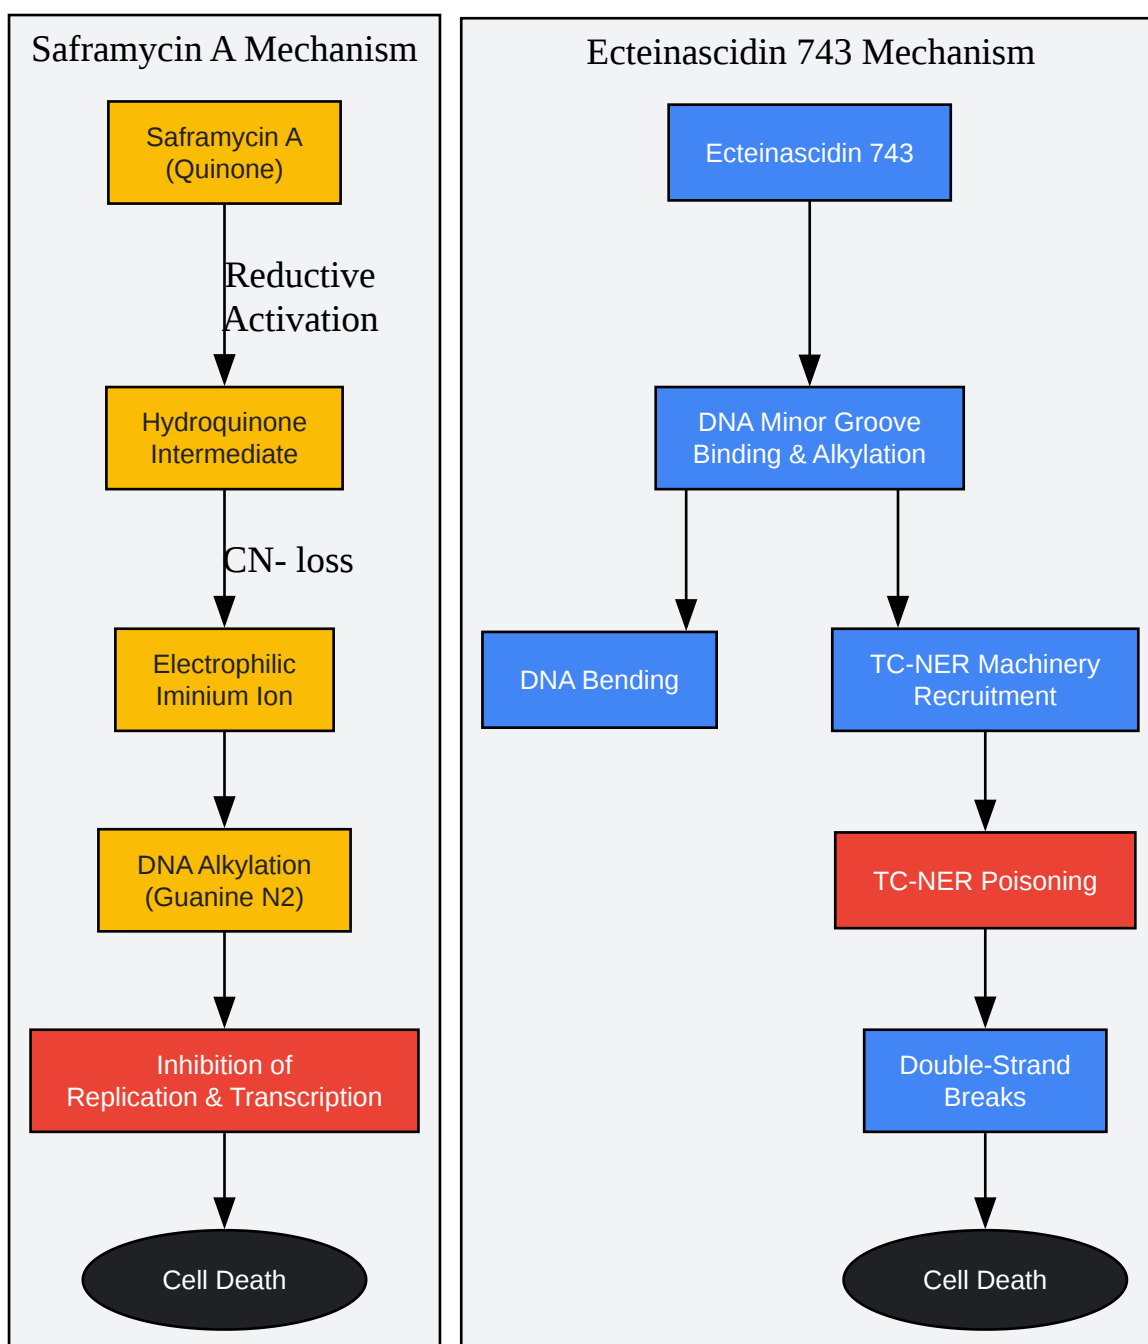 Saframycin A Mechanism
Saframycin A
(Quinone)
Reductive
Activation
Hydroquinone
Intermediate
CN- loss
Electrophilic
Iminium Ion
DNA Alkylation
(Guanine N2)
Inhibition of
Replication & Transcription
Cell Death
Ecteinascidin 743 Mechanism
Ecteinascidin 743
DNA Minor Groove
Binding & Alkylation
DNA Bending
TC-NER Machinery
Recruitment
TC-NER Poisoning
Double-Strand
Breaks
Cell Death